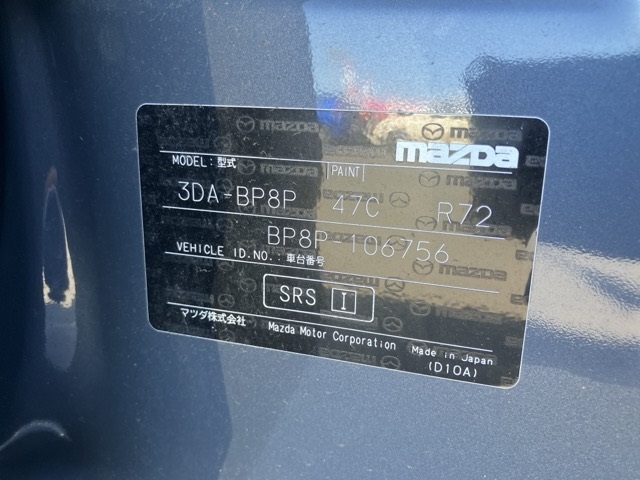 mazda
MODEL:型式 PAINT
3DA-BP8P 47C R72
BP8P-106756
VEHICLE ID.NO.:車台番号
SRS I
マツダ株式会社 Mazda Motor Corporation Made in Japan
(D10A)